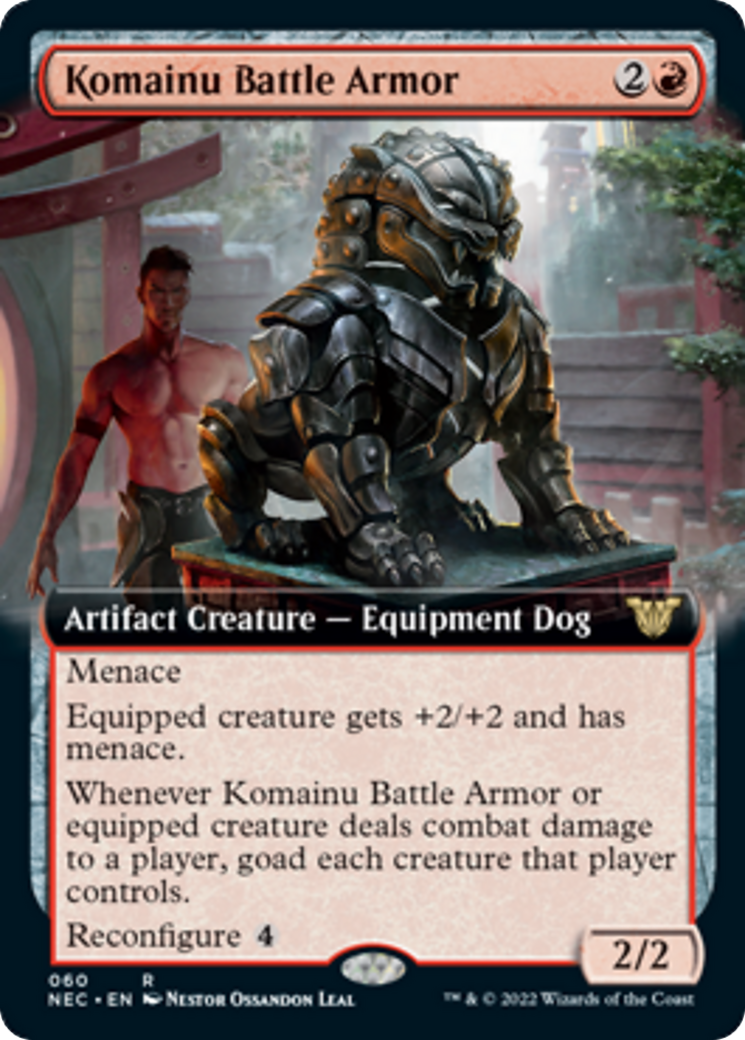 Komainu Battle Armor 2
Artifact Creature — Equipment Dog
Menace
Equipped creature gets +2/+2 and has
menace.
Whenever Komainu Battle Armor or
equipped creature deals combat damage
to a player, goad each creature that player
controls.
Reconfigure 4
2/2
060 R
NEC • EN Nestor Ossandon Leal
™ & © 2022 Wizards of the Coast